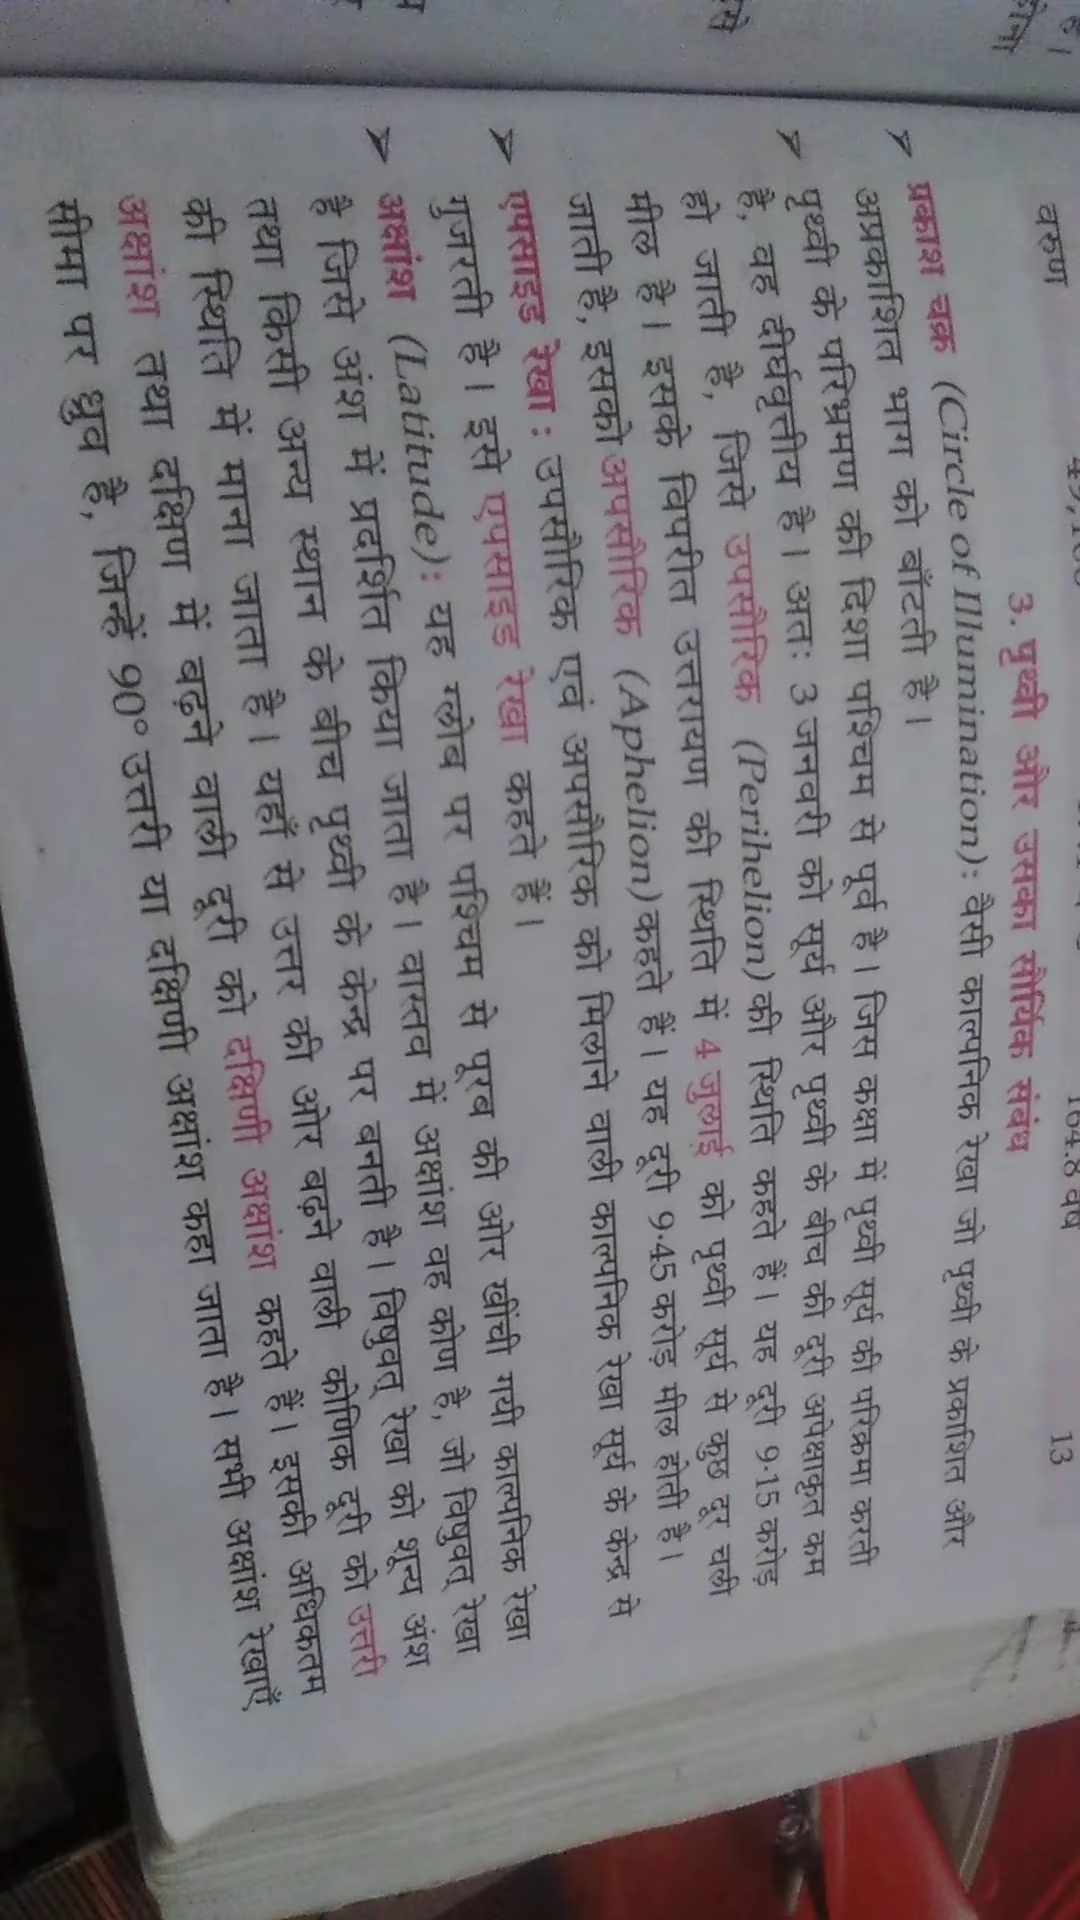 वरुण 164.8 वर्ष 13
3. पृथ्वी और उसका सौर्यिक संबंध
➢ प्रकाश चक्र (Circle of Illumination): वैसी काल्पनिक रेखा जो पृथ्वी के प्रकाशित और
अप्रकाशित भाग को बाँटती है।
➢ पृथ्वी के परिभ्रमण की दिशा पश्चिम से पूर्व है। जिस कक्षा में पृथ्वी सूर्य की परिक्रमा करती
है, वह दीर्घवृत्तीय है। अतः 3 जनवरी को सूर्य और पृथ्वी के बीच की दूरी अपेक्षाकृत कम
हो जाती है, जिसे उपसौरिक (Perihelion) की स्थिति कहते हैं। यह दूरी 9·15 करोड़
मील है। इसके विपरीत उत्तरायण की स्थिति में 4 जुलाई को पृथ्वी सूर्य से कुछ दूर चली
जाती है, इसको अपसौरिक (Aphelion) कहते हैं। यह दूरी 9·45 करोड़ मील होती है।
➢ एपसाइड रेखा : उपसौरिक एवं अपसौरिक को मिलाने वाली काल्पनिक रेखा सूर्य के केन्द्र से
गुजरती है। इसे एपसाइड रेखा कहते हैं।
➢ अक्षांश (Latitude): यह ग्लोब पर पश्चिम से पूरब की ओर खींची गयी काल्पनिक रेखा
है जिसे अंश में प्रदर्शित किया जाता है। वास्तव में अक्षांश वह कोण है, जो विषुवत् रेखा
तथा किसी अन्य स्थान के बीच पृथ्वी के केन्द्र पर बनती है। विषुवत् रेखा को शून्य अंश
की स्थिति में माना जाता है। यहाँ से उत्तर की ओर बढ़ने वाली कोणिक दूरी को उत्तरी
अक्षांश तथा दक्षिण में बढ़ने वाली दूरी को दक्षिणी अक्षांश कहते हैं। इसकी अधिकतम
सीमा पर ध्रुव है, जिन्हें 90° उत्तरी या दक्षिणी अक्षांश कहा जाता है। सभी अक्षांश रेखाएँ